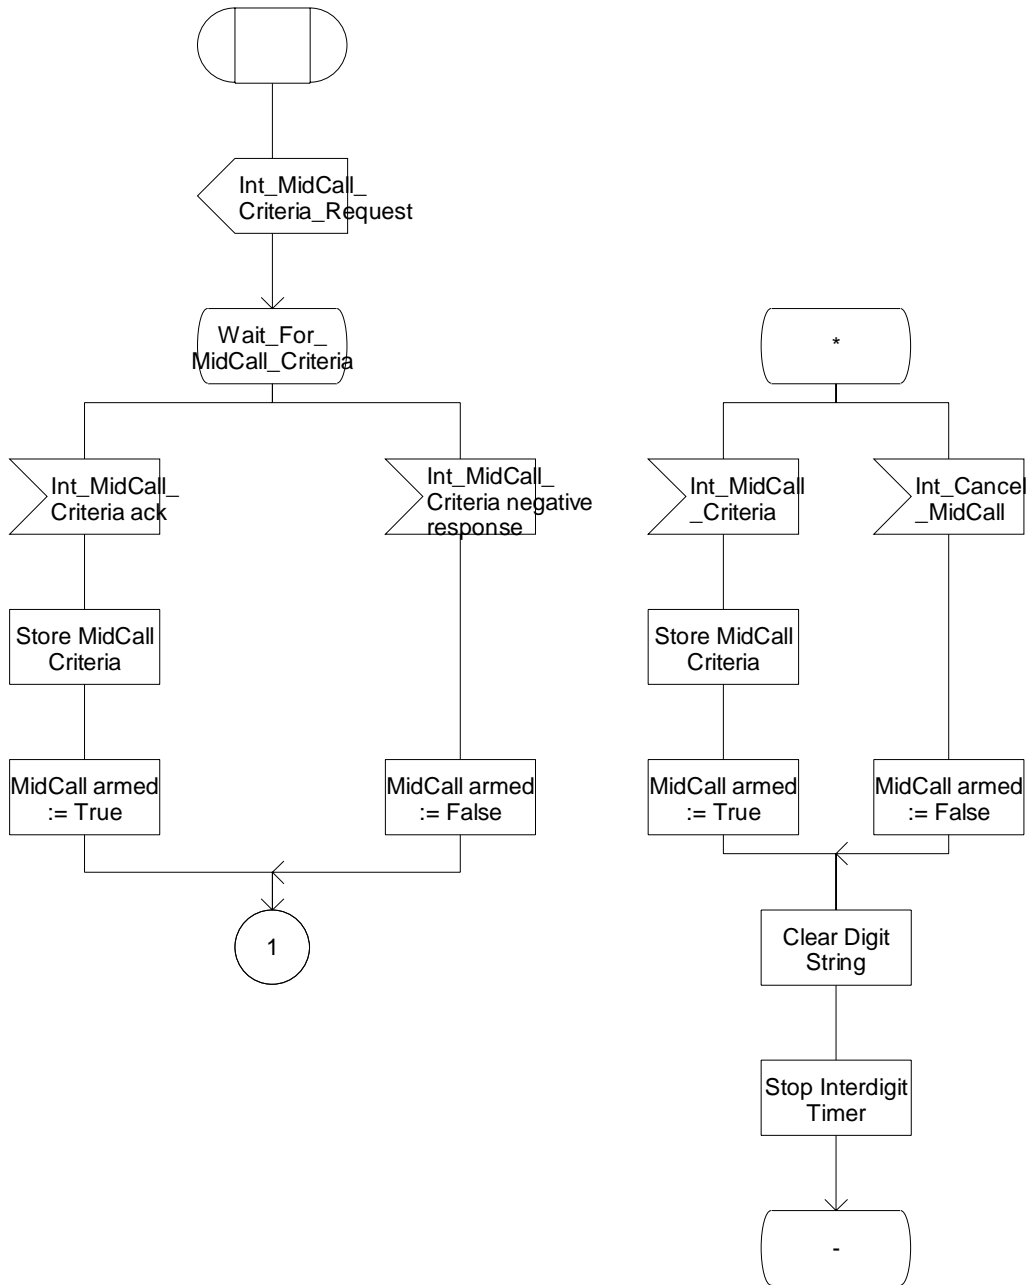 Int_MidCall_
Criteria_Request
Wait_For_
MidCall_Criteria
*
Int_MidCall_
Criteria ack
Int_MidCall_
Criteria negative
response
Int_MidCall
_Criteria
Int_Cancel
_MidCall
Store MidCall
Criteria
Store MidCall
Criteria
MidCall armed
:= True
MidCall armed
:= False
MidCall armed
:= True
MidCall armed
:= False
1
Clear Digit
String
Stop Interdigit
Timer
-